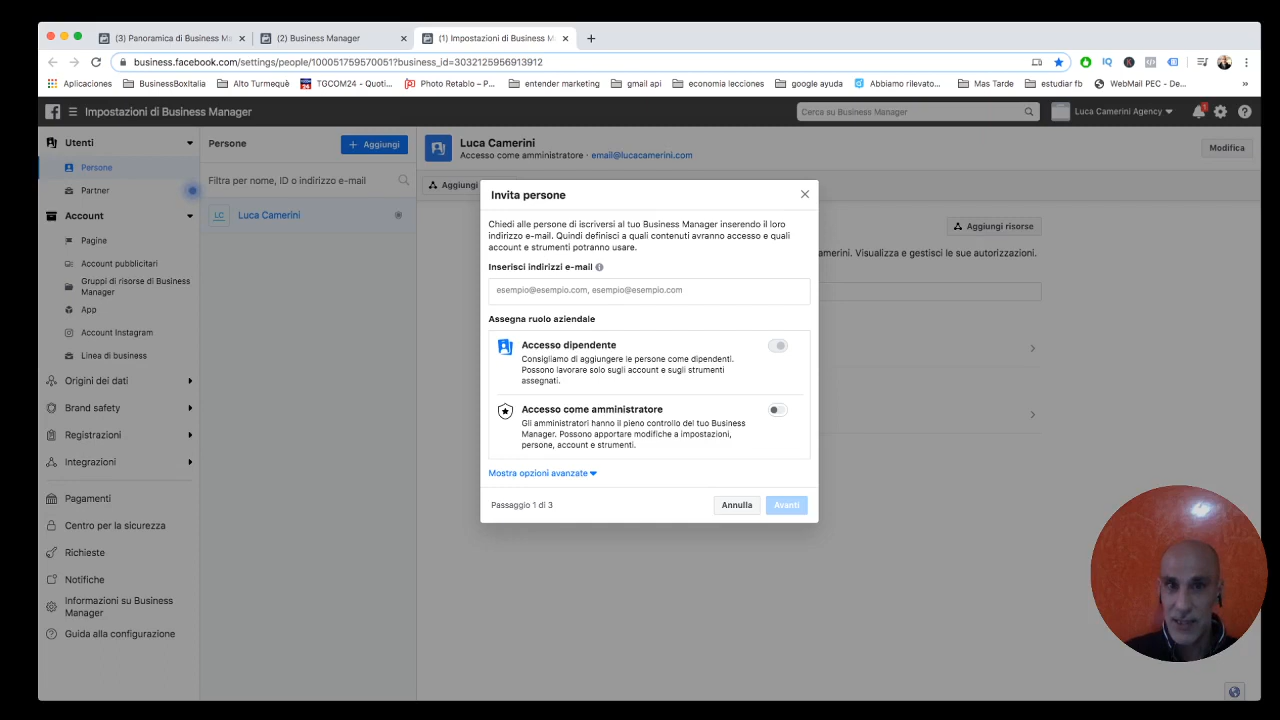 (3) Panoramica di Business Ma
(2) Business Manager
(1) Impostazioni di Business M
business.facebook.com/settings/people/100051759570051?business_id=3032125956913912
Aplicaciones
BusinessBoxItalia
Alto Turmequè
TGCOM24 - Quoti...
Photo Retablo – P...
entender marketing
gmail api
economia lecciones
google ayuda
Abbiamo rilevato...
Mas Tarde
estudiar fb
WebMail PEC - De...
Impostazioni di Business Manager
Cerca su Business Manager
Luca Camerini Agency
1
Utenti
Persone
Partner
Account
Pagine
Account pubblicitari
Gruppi di risorse di Business
Manager
App
Account Instagram
Linea di business
Origini dei dati
Brand safety
Registrazioni
Integrazioni
Pagamenti
Centro per la sicurezza
Richieste
Notifiche
Informazioni su Business
Manager
Guida alla configurazione
Persone
+ Aggiungi
Filtra per nome, ID o indirizzo e-mail
LC
Luca Camerini
Luca Camerini
Accesso come amministratore · email@lucacamerini.com
Modifica
Aggiungi
Aggiungi risorse
amerini. Visualizza e gestisci le sue autorizzazioni.
Invita persone
Chiedi alle persone di iscriversi al tuo Business Manager inserendo il loro
indirizzo e-mail. Quindi definisci a quali contenuti avranno accesso e quali
account e strumenti potranno usare.
Inserisci indirizzi e-mail
esempio@esempio.com, esempio@esempio.com
Assegna ruolo aziendale
Accesso dipendente
Consigliamo di aggiungere le persone come dipendenti.
Possono lavorare solo sugli account e sugli strumenti
assegnati.
Accesso come amministratore
Gli amministratori hanno il pieno controllo del tuo Business
Manager. Possono apportare modifiche a impostazioni,
persone, account e strumenti.
Mostra opzioni avanzate
Passaggio 1 di 3
Annulla
Avanti